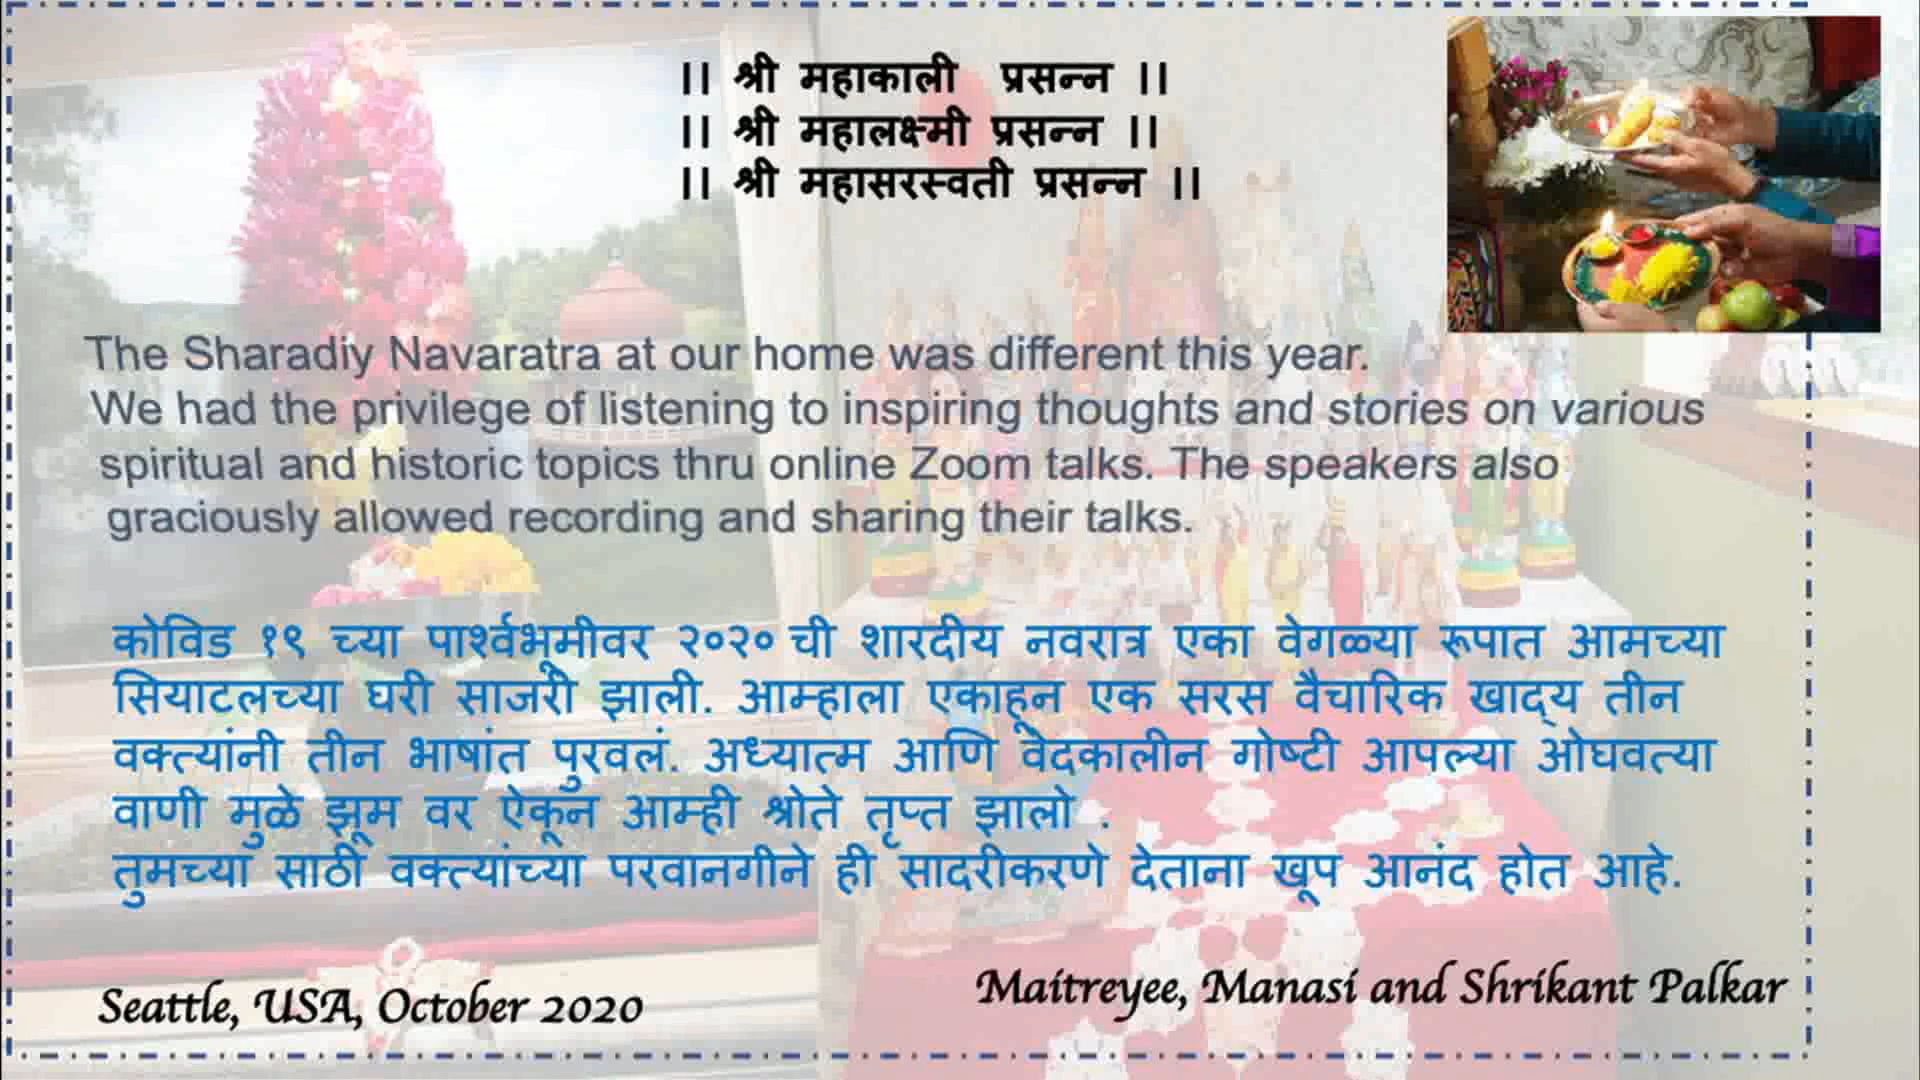 || श्री महाकाली प्रसन्न ||
|| श्री महालक्ष्मी प्रसन्न ||
|| श्री महासरस्वती प्रसन्न ||
The Sharadiy Navaratra at our home was different this year.
We had the privilege of listening to inspiring thoughts and stories on various
spiritual and historic topics thru online Zoom talks. The speakers also
graciously allowed recording and sharing their talks.
कोविड १९ च्या पार्श्वभूमीवर २०२० ची शारदीय नवरात्र एका वेगळ्या रूपात आमच्या
सियाटलच्या घरी साजरी झाली. आम्हाला एकाहून एक सरस वैचारिक खाद्य तीन
वक्त्यांनी तीन भाषांत पुरवलं. अध्यात्म आणि वेदकालीन गोष्टी आपल्या ओघवत्या
वाणी मुळे झूम वर ऐकून आम्ही श्रोते तृप्त झालो .
तुमच्या साठी वक्त्यांच्या परवानगीने ही सादरीकरणे देताना खूप आनंद होत आहे.
Seattle, USA, October 2020
Maitreyee, Manasi and Shrikant Palkar